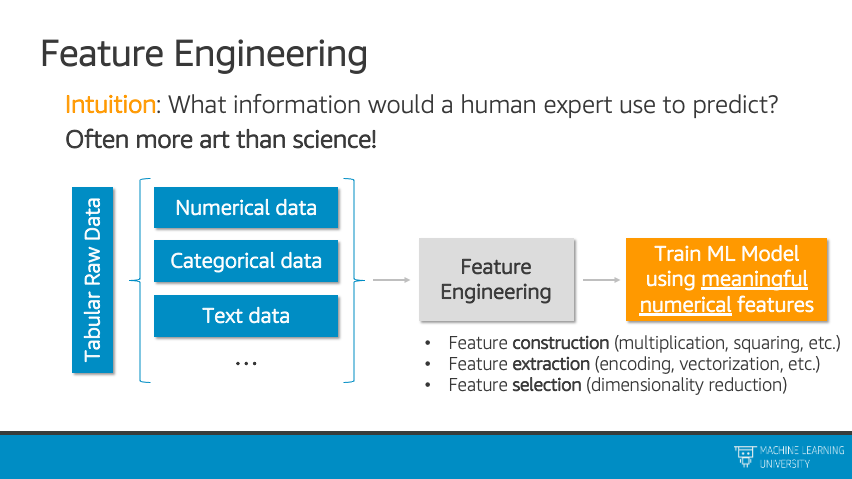 Feature Engineering
Intuition: What information would a human expert use to predict?
Often more art than science!
Tabular Raw Data
Numerical data
Categorical data
Text data
...
Feature
Engineering
Train ML Model
using meaningful
numerical features
• Feature construction (multiplication, squaring, etc.)
• Feature extraction (encoding, vectorization, etc.)
• Feature selection (dimensionality reduction)
MACHINE LEARNING
UNIVERSITY